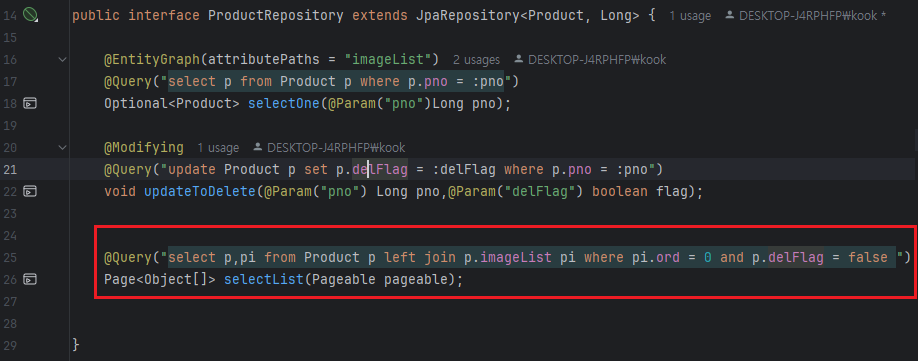 14 public interface ProductRepository extends JpaRepository<Product, Long> { 1 usage DESKTOP-J4RPHFP₩kook *
15
16 @EntityGraph(attributePaths = "imageList") 2 usages DESKTOP-J4RPHFP₩kook
17 @Query("select p from Product p where p.pno = :pno")
18 Optional<Product> selectOne(@Param("pno")Long pno);
19
20 @Modifying 1 usage DESKTOP-J4RPHFP₩kook
21 @Query("update Product p set p.delFlag = :delFlag where p.pno = :pno")
22 void updateToDelete(@Param("pno") Long pno,@Param("delFlag") boolean flag);
23
24
25 @Query("select p,pi from Product p left join p.imageList pi where pi.ord = 0 and p.delFlag = false ")
26 Page<Object[]> selectList(Pageable pageable);
27
28
29 }